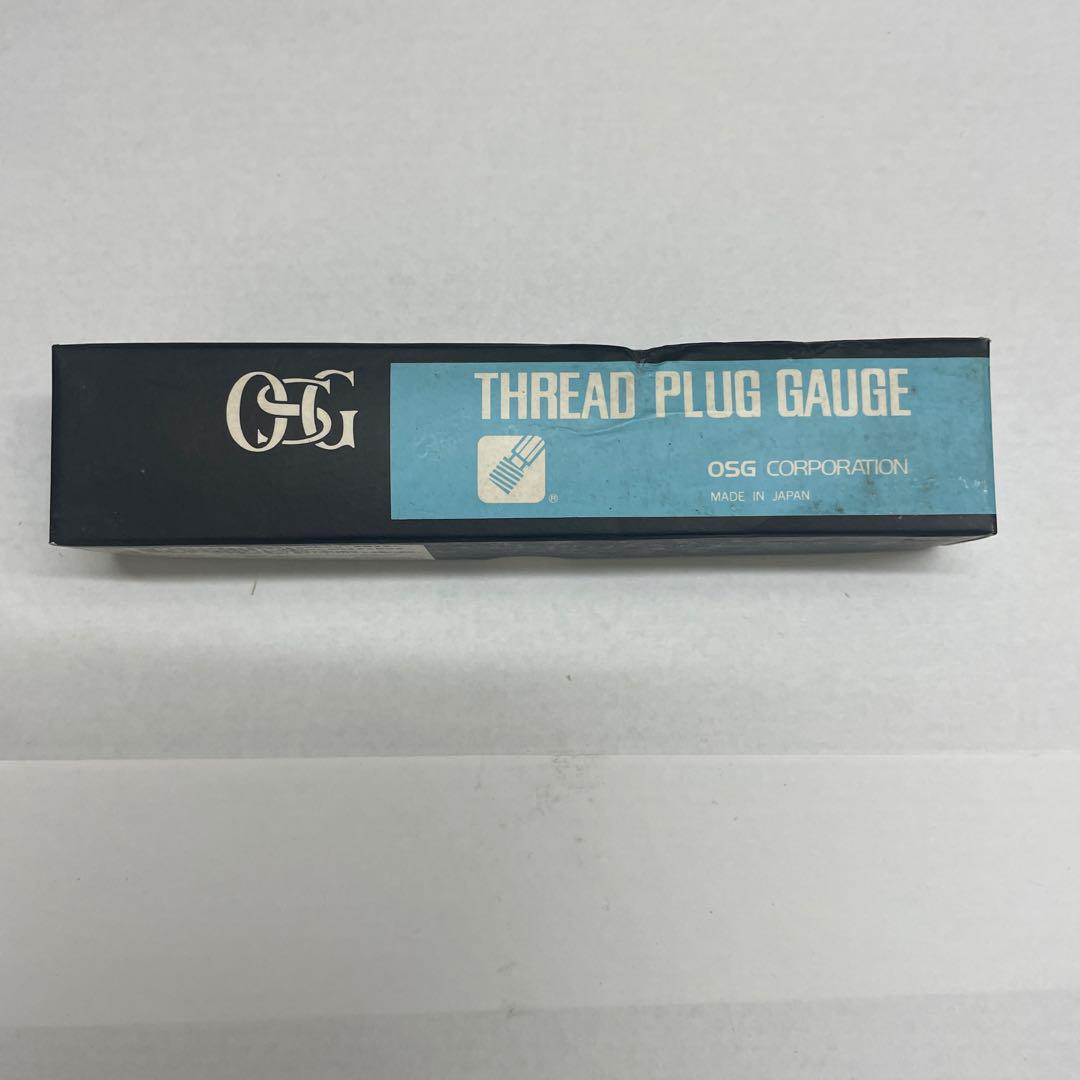 OSG
THREAD PLUG GAUGE
®
OSG CORPORATION
MADE IN JAPAN